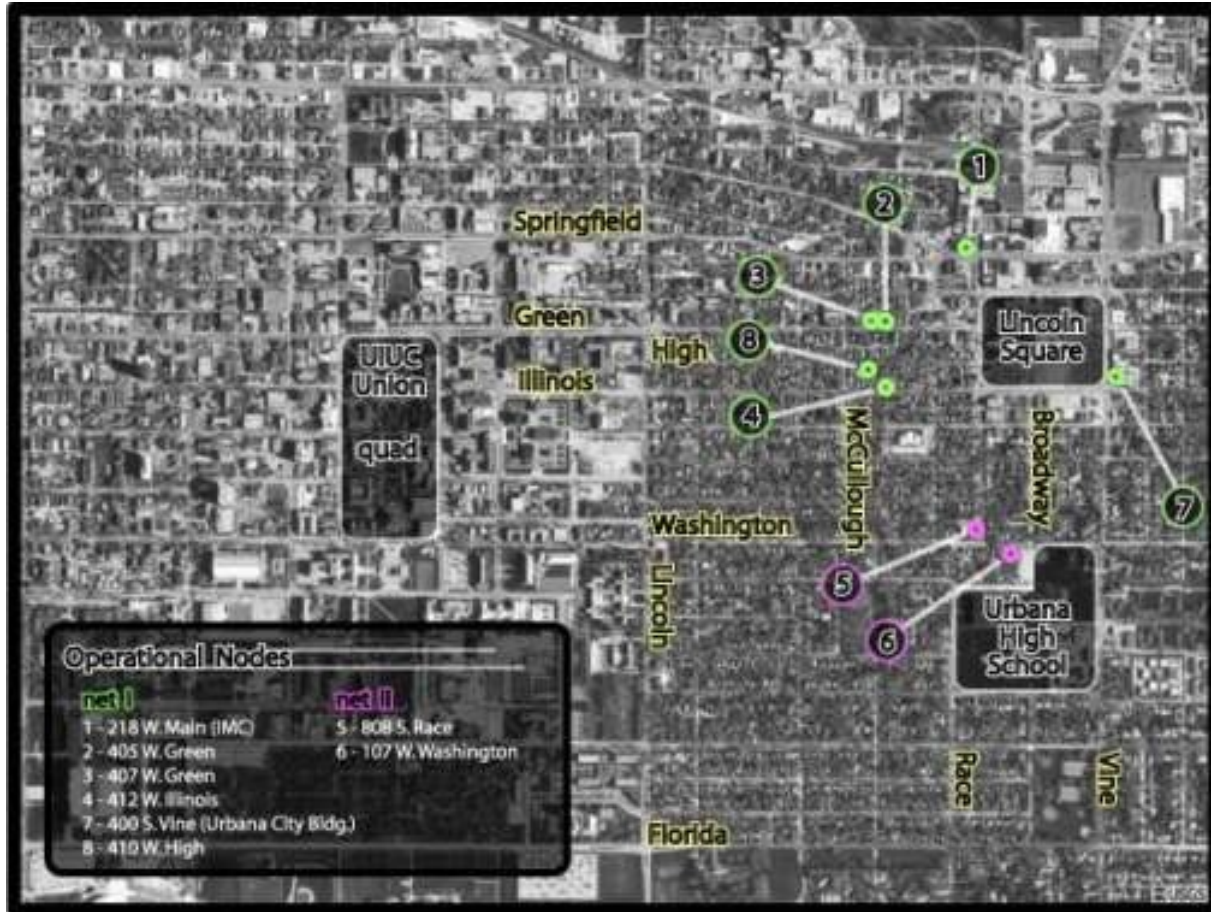 1
2
Springfield
3
Green
Lincoln
Square
8
High
UIUC
Union
Illinois
4
McCullough
Broadway
quad
7
Washington
5
Lincoln
Urbana
High
School
6
Operational Nodes
net i
1 - 218 W. Main (IMC)
2 - 405 W. Green
3 - 407 W. Green
4 - 412 W. Illinois
7 - 400 S. Vine (Urbana City Bldg.)
8 - 410 W. High
net ii
5 - 808 S. Race
6 - 107 W. Washington
Race
Vine
Florida
USGS